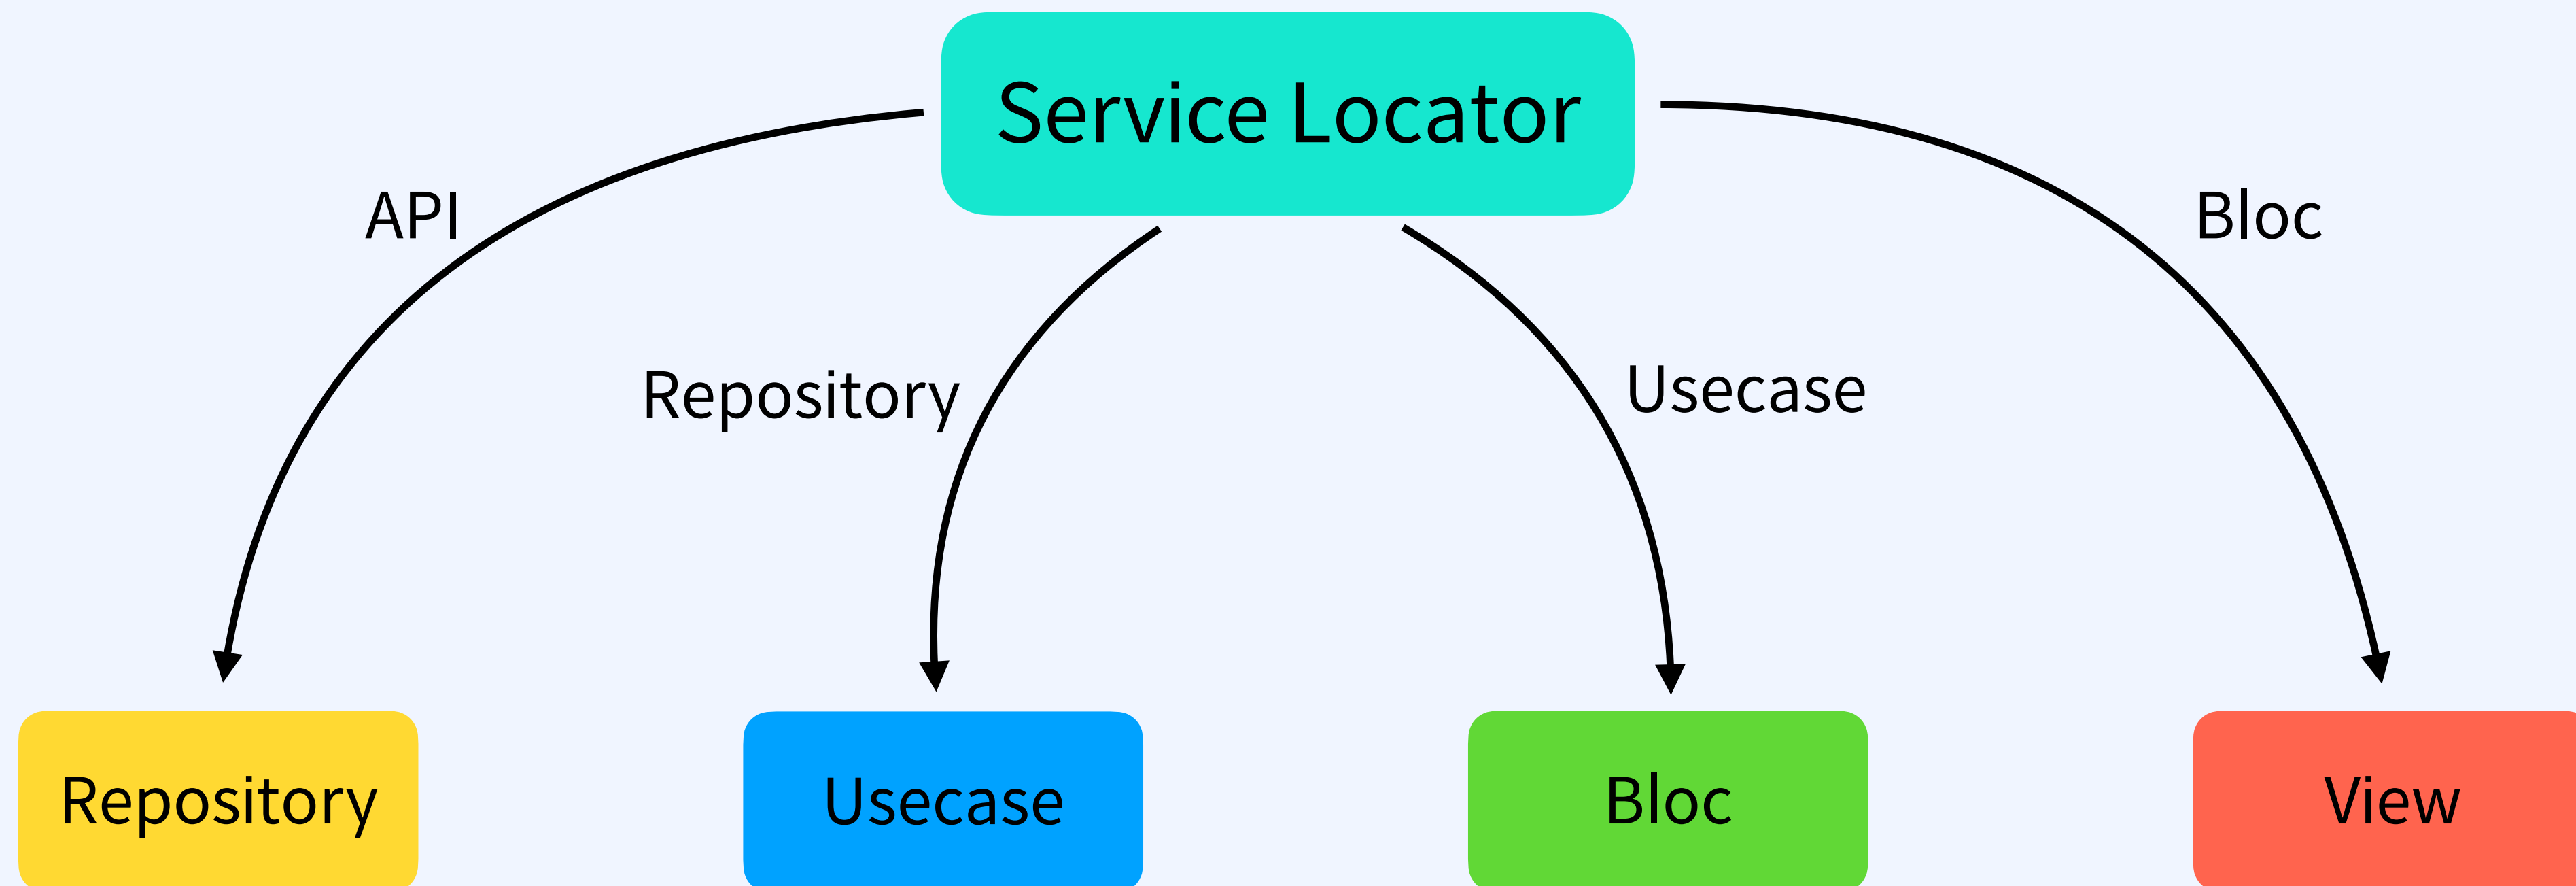 Service Locator
API
Bloc
Repository
Usecase
Repository
Usecase
Bloc
View